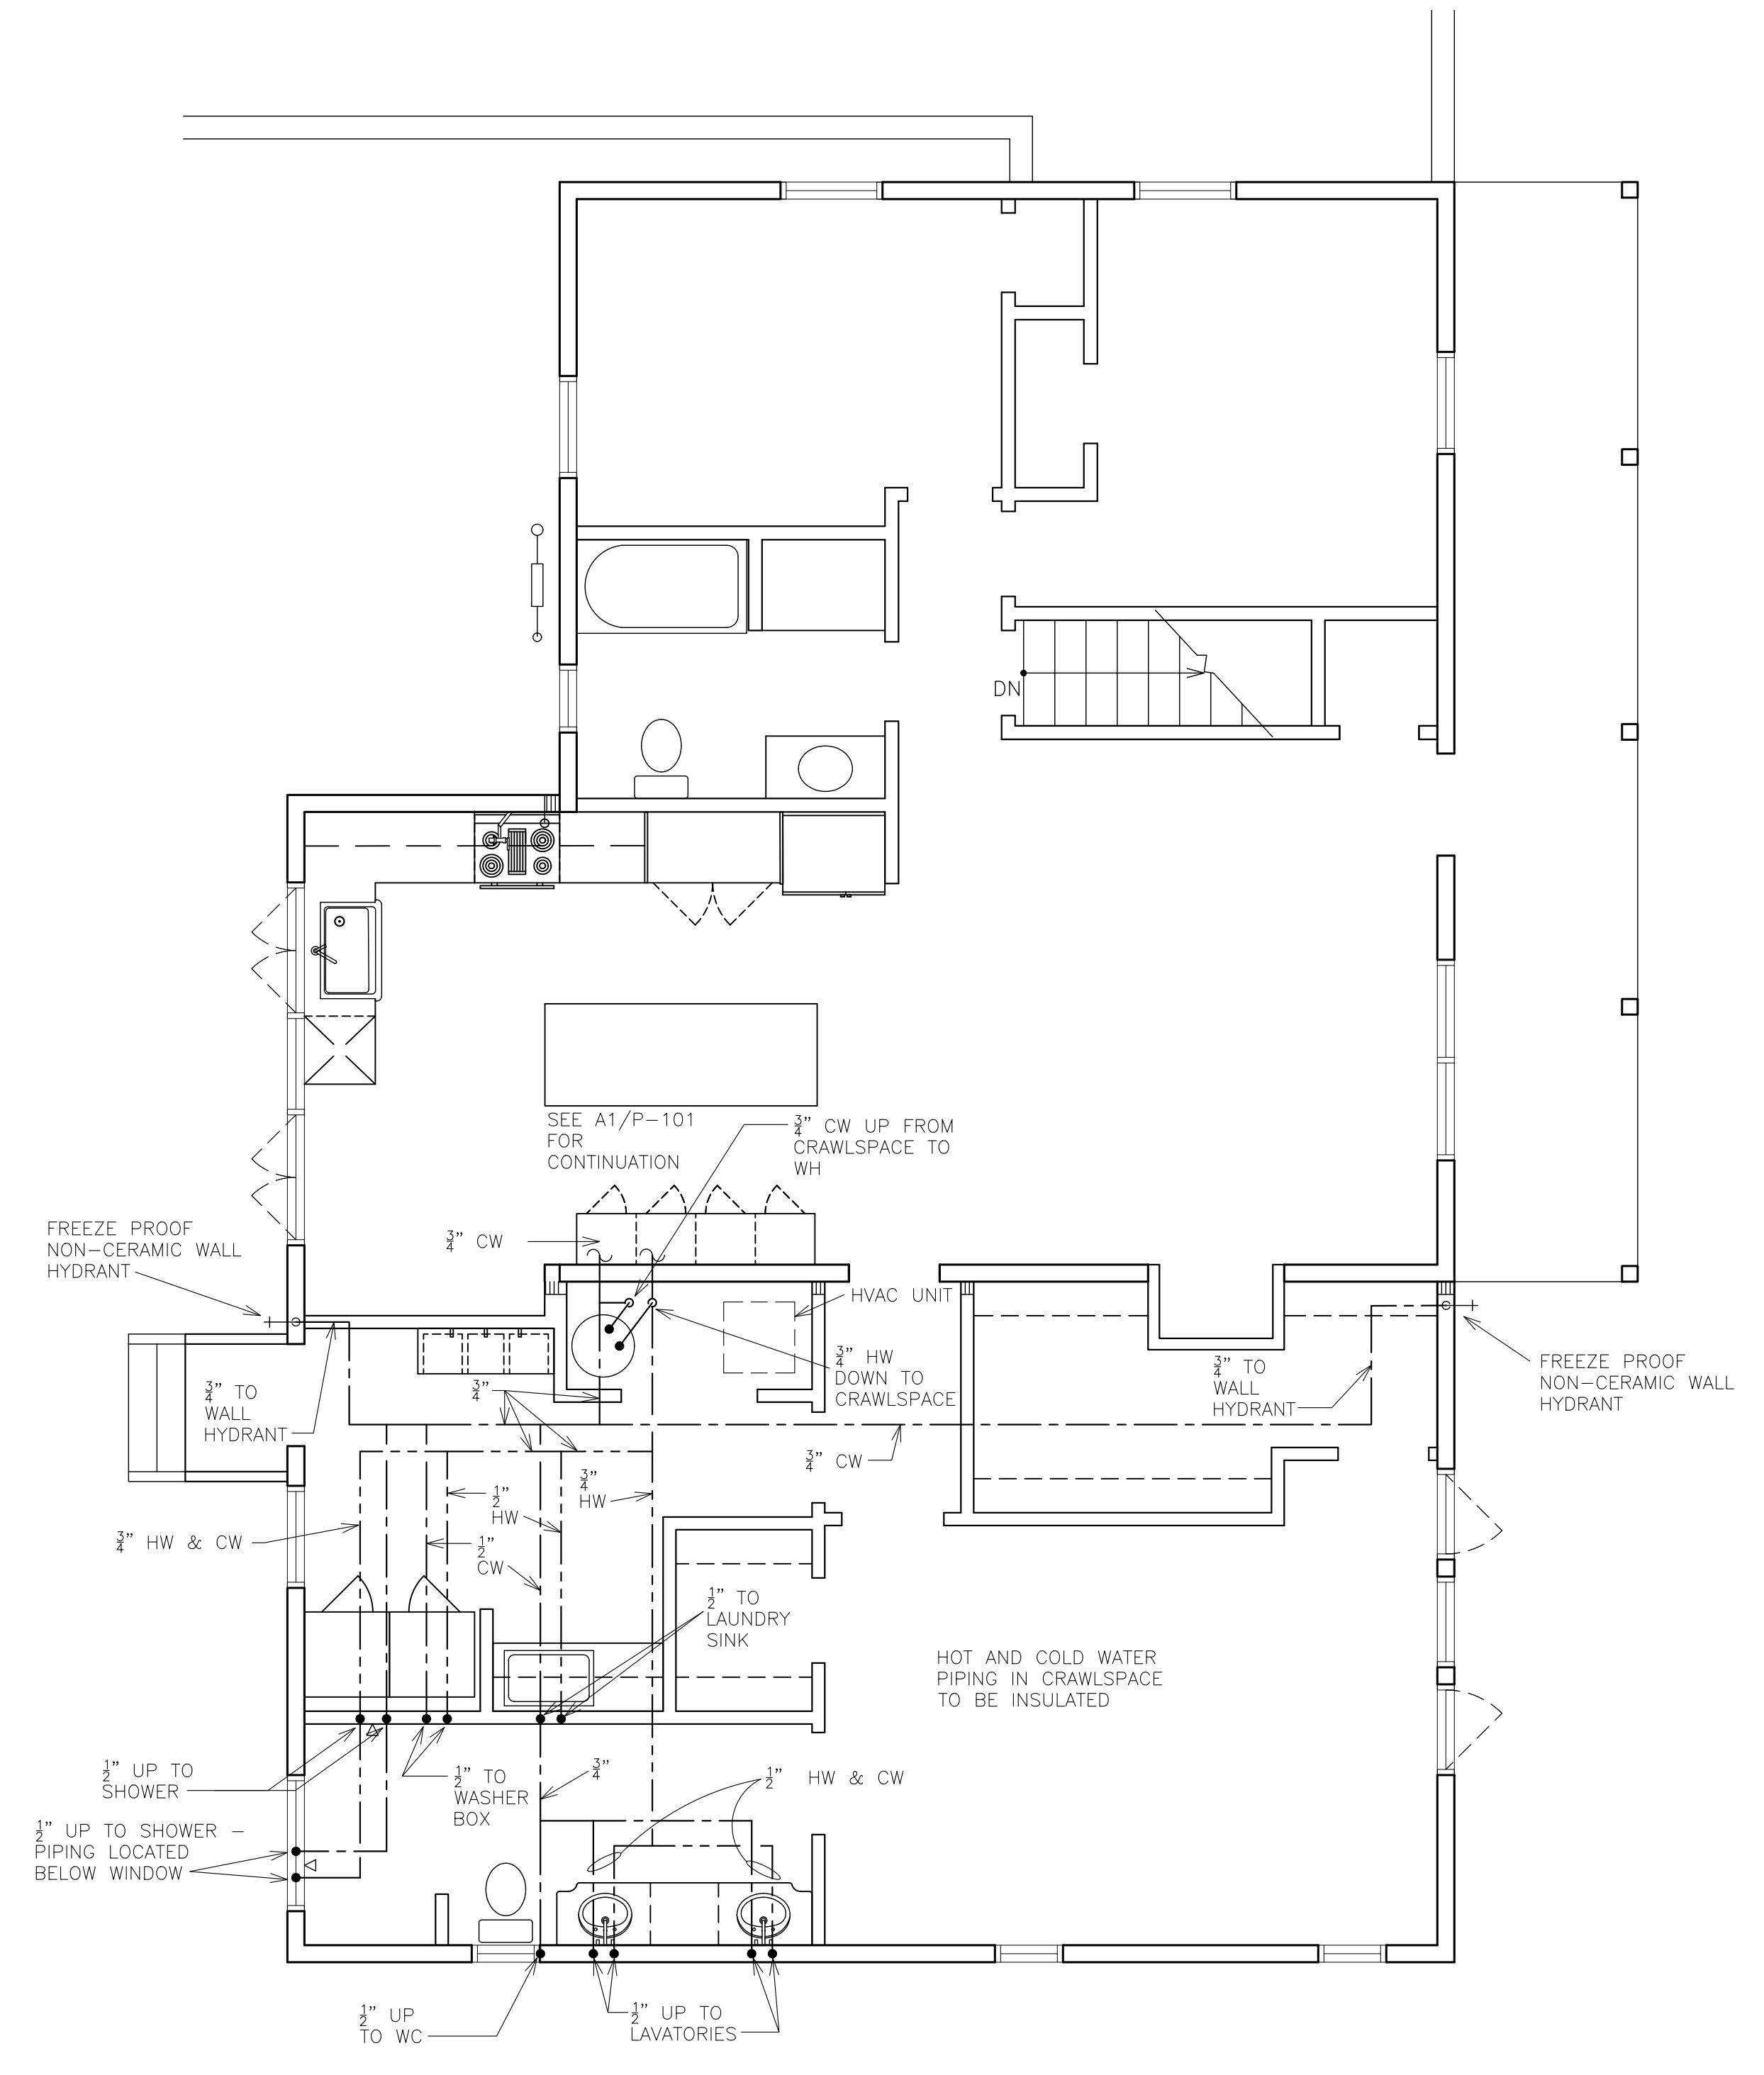 DN
SEE A1/P-101
FOR
CONTINUATION
3/4" CW UP FROM
CRAWLSPACE TO
WH
FREEZE PROOF
NON-CERAMIC WALL
HYDRANT
3/4" CW
HVAC UNIT
3/4" HW
DOWN TO
CRAWLSPACE
3/4" TO
WALL
HYDRANT
3/4"
3/4" TO
WALL
HYDRANT
FREEZE PROOF
NON-CERAMIC WALL
HYDRANT
3/4" CW
3/4"
HW
1/2"
HW
3/4" HW & CW
1/2"
CW
1/2" TO
LAUNDRY
SINK
HOT AND COLD WATER
PIPING IN CRAWLSPACE
TO BE INSULATED
1/2" UP TO
SHOWER
1/2" TO
WASHER
BOX
3/4"
1/2" HW & CW
1/2" UP TO SHOWER -
PIPING LOCATED
BELOW WINDOW
1/2" UP
TO WC
1/2" UP TO
LAVATORIES